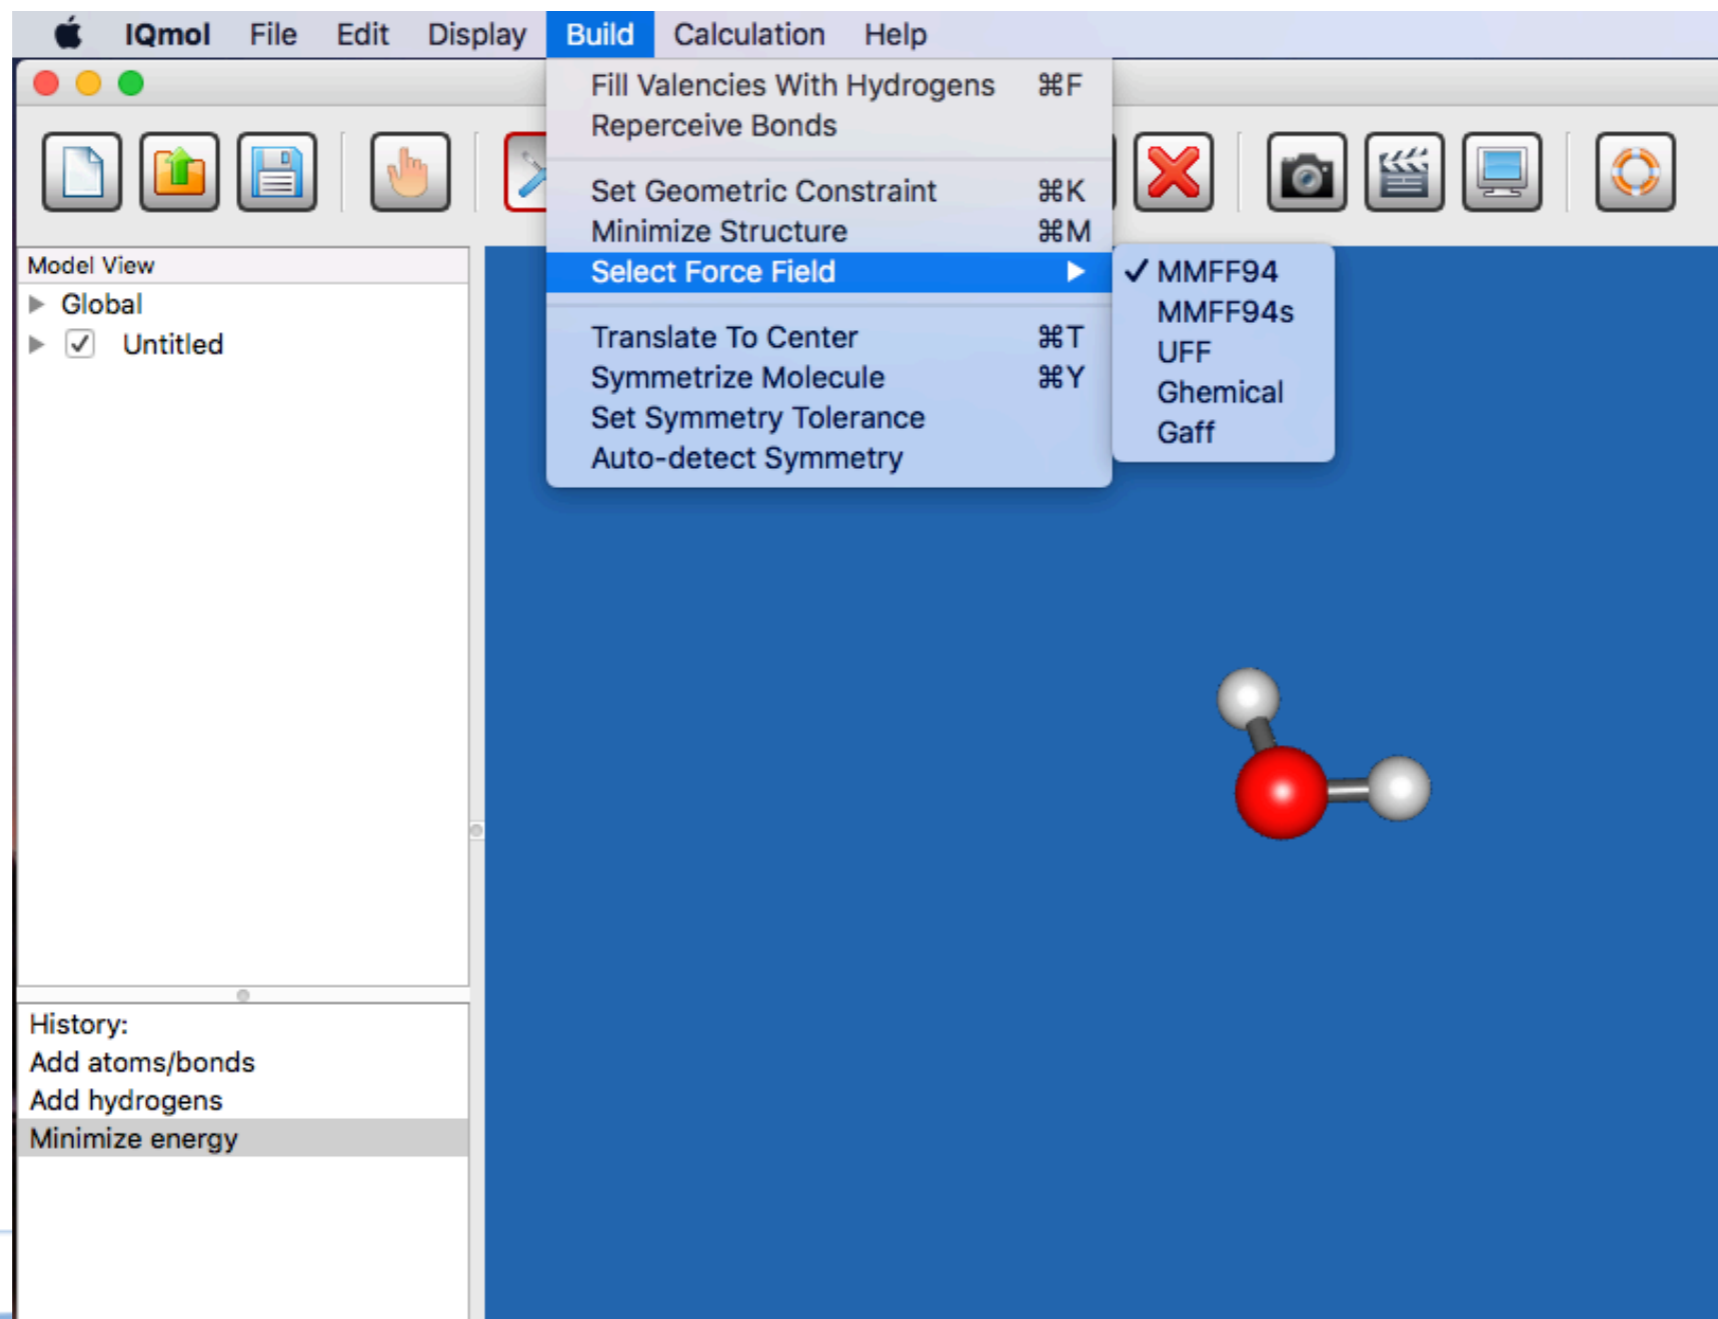 IQmol File Edit Display Build Calculation Help
Fill Valencies With Hydrogens ⌘F
Reperceive Bonds
Set Geometric Constraint ⌘K
Minimize Structure ⌘M
Select Force Field ▶
✓ MMFF94
MMFF94s
UFF
Ghemical
Gaff
Translate To Center ⌘T
Symmetrize Molecule ⌘Y
Set Symmetry Tolerance
Auto-detect Symmetry
Model View
Global
Untitled
History:
Add atoms/bonds
Add hydrogens
Minimize energy